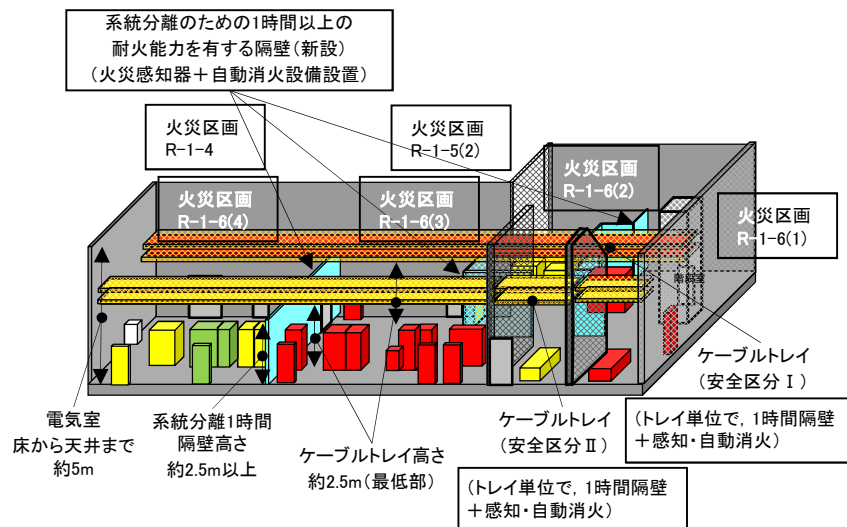 系統分離のための1時間以上の
耐火能力を有する隔壁(新設)
(火災感知器+自動消火設備設置)
火災区画
R-1-4
火災区画
R-1-5(2)
火災区画
R-1-6(4)
火災区画
R-1-6(3)
火災区画
R-1-6(2)
火災区画
R-1-6(1)
階段室
電気室
床から天井まで
約5m
系統分離1時間
隔壁高さ
約2.5m以上
ケーブルトレイ高さ
約2.5m(最低部)
ケーブルトレイ
(安全区分Ⅱ)
(トレイ単位で, 1時間隔壁
+感知・自動消火)
ケーブルトレイ
(安全区分Ⅰ)
(トレイ単位で, 1時間隔壁
+感知・自動消火)